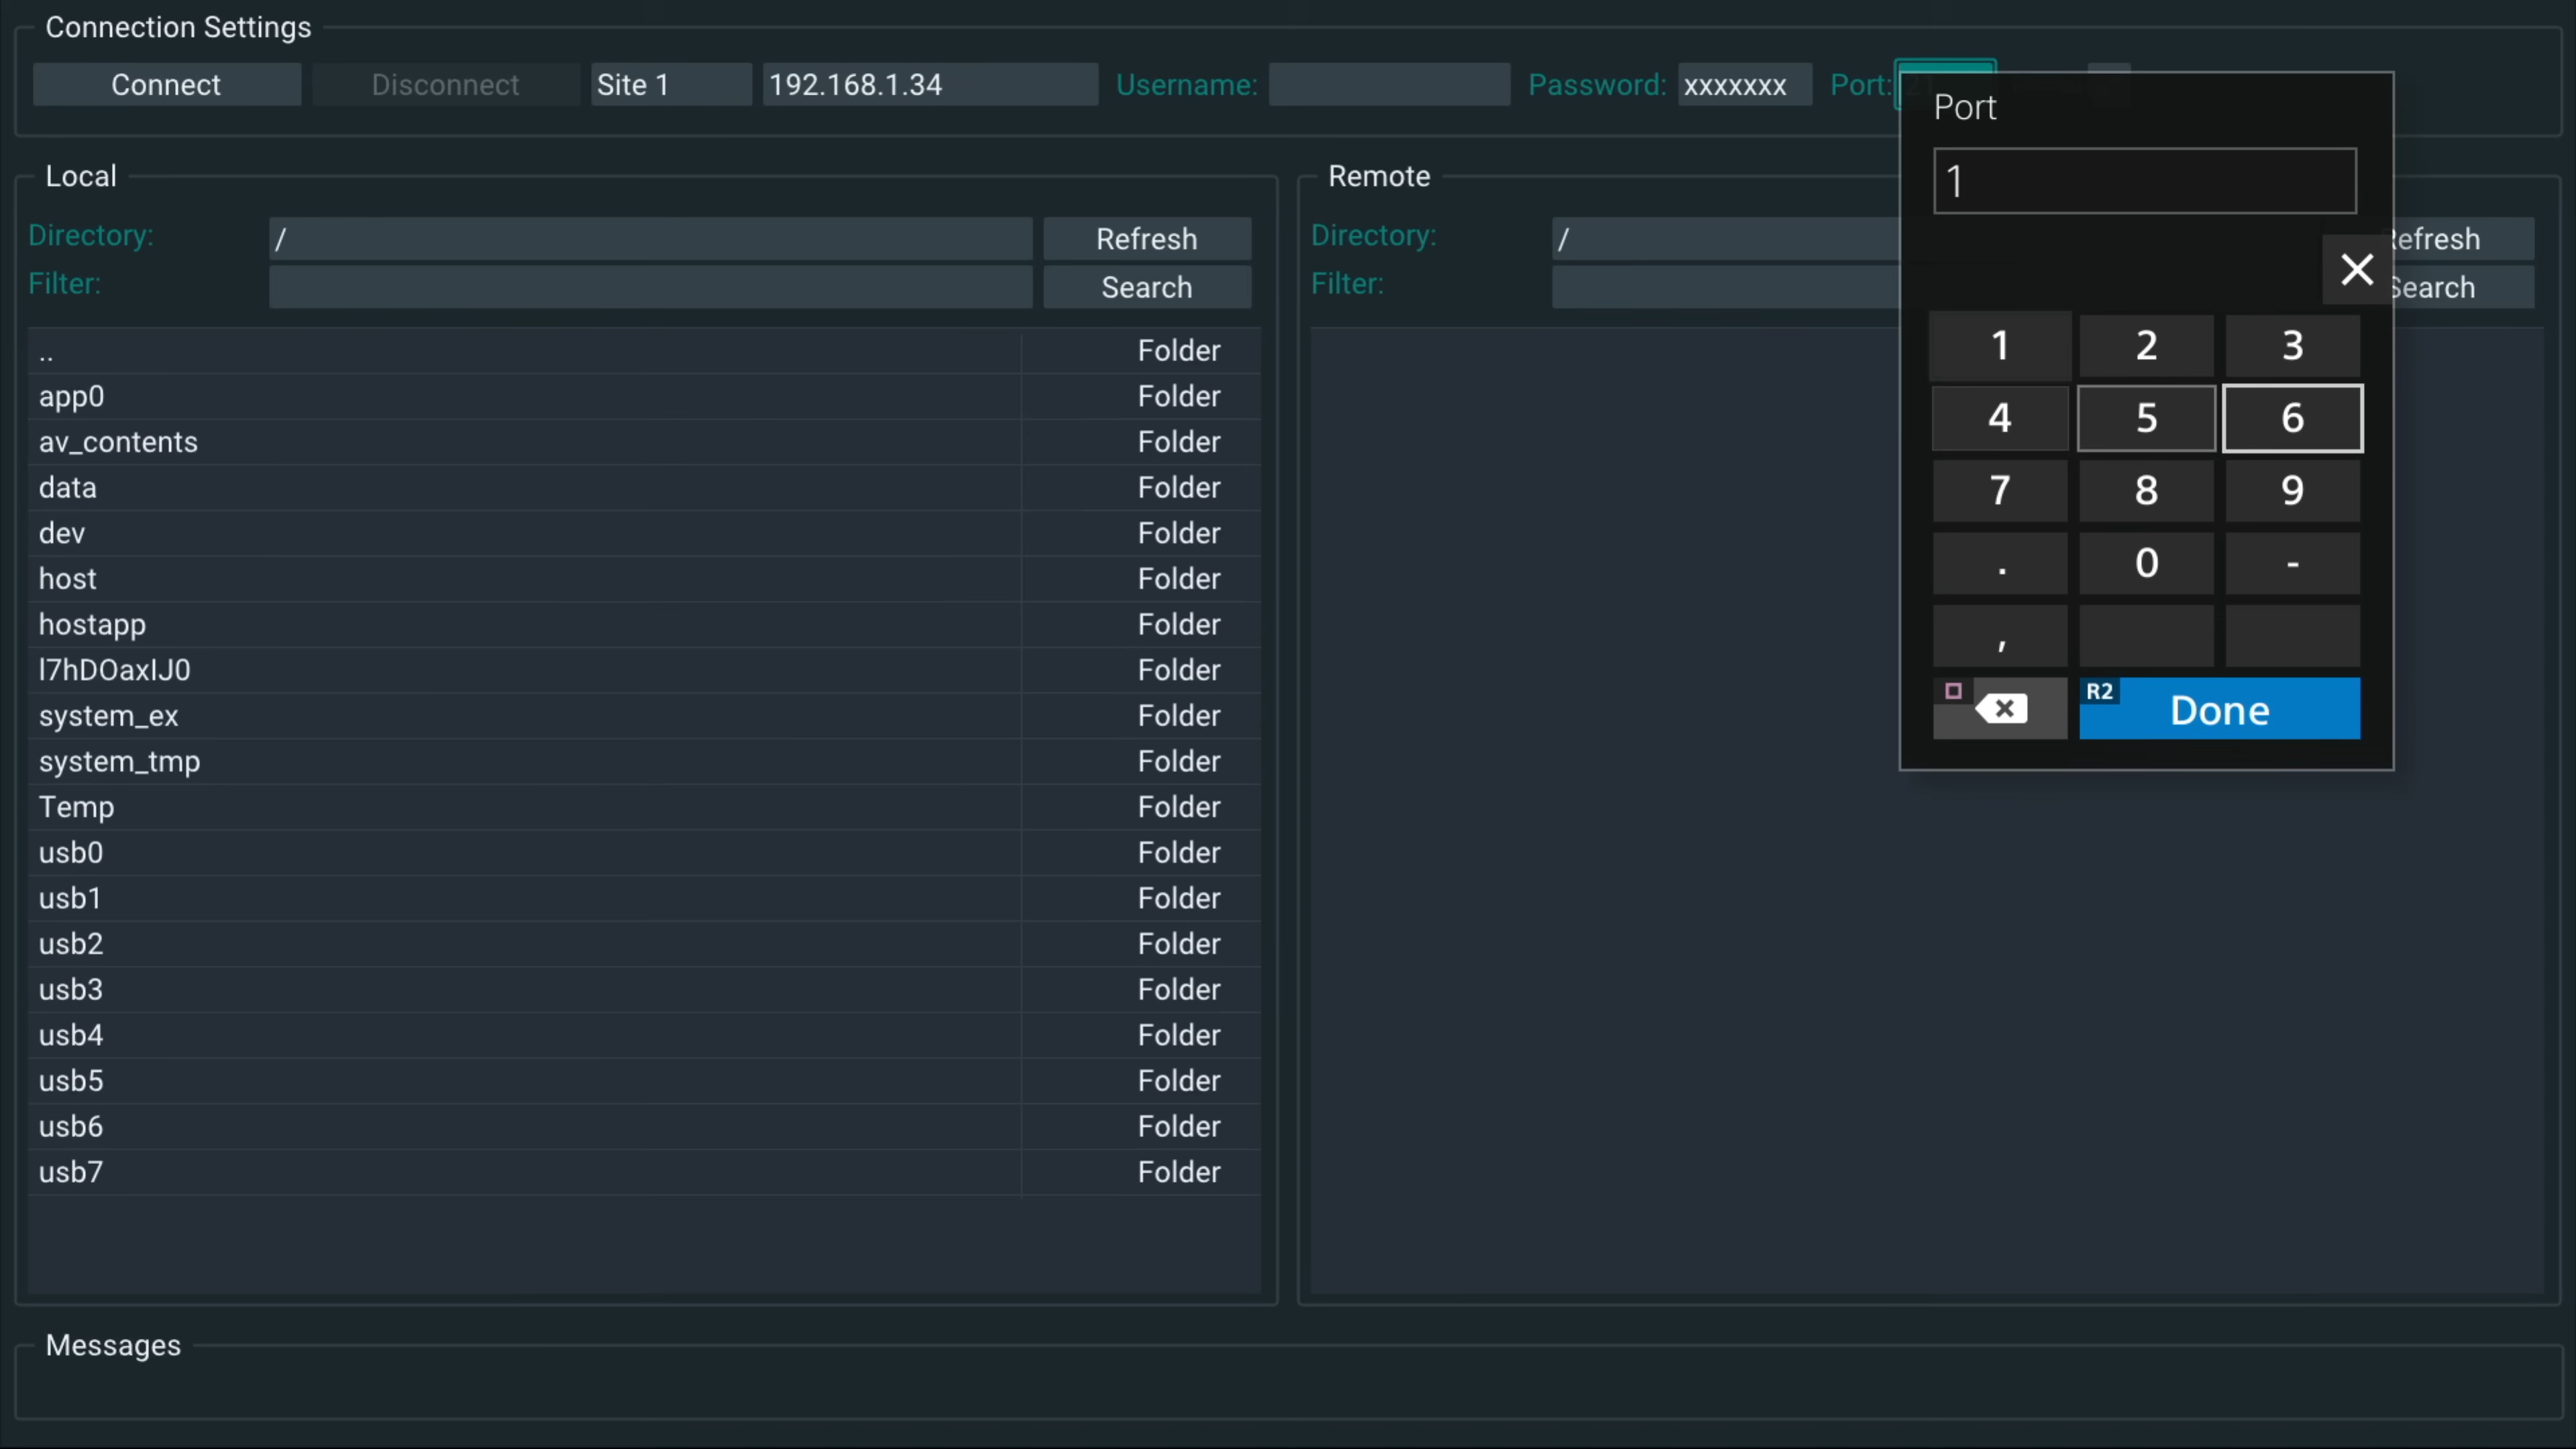 Connection Settings
Connect Disconnect Site 1 192.168.1.34 Username: Password: xxxxxxx Port:
Port
1
Local
Directory: / Refresh
Filter: Search
.. Folder
app0 Folder
av_contents Folder
data Folder
dev Folder
host Folder
hostapp Folder
l7hDOaxIJ0 Folder
system_ex Folder
system_tmp Folder
Temp Folder
usb0 Folder
usb1 Folder
usb2 Folder
usb3 Folder
usb4 Folder
usb5 Folder
usb6 Folder
usb7 Folder
Remote
Directory: / Refresh
Filter: Search
1 2 3
4 5 6
7 8 9
. 0 -
,
R2 Done
Messages